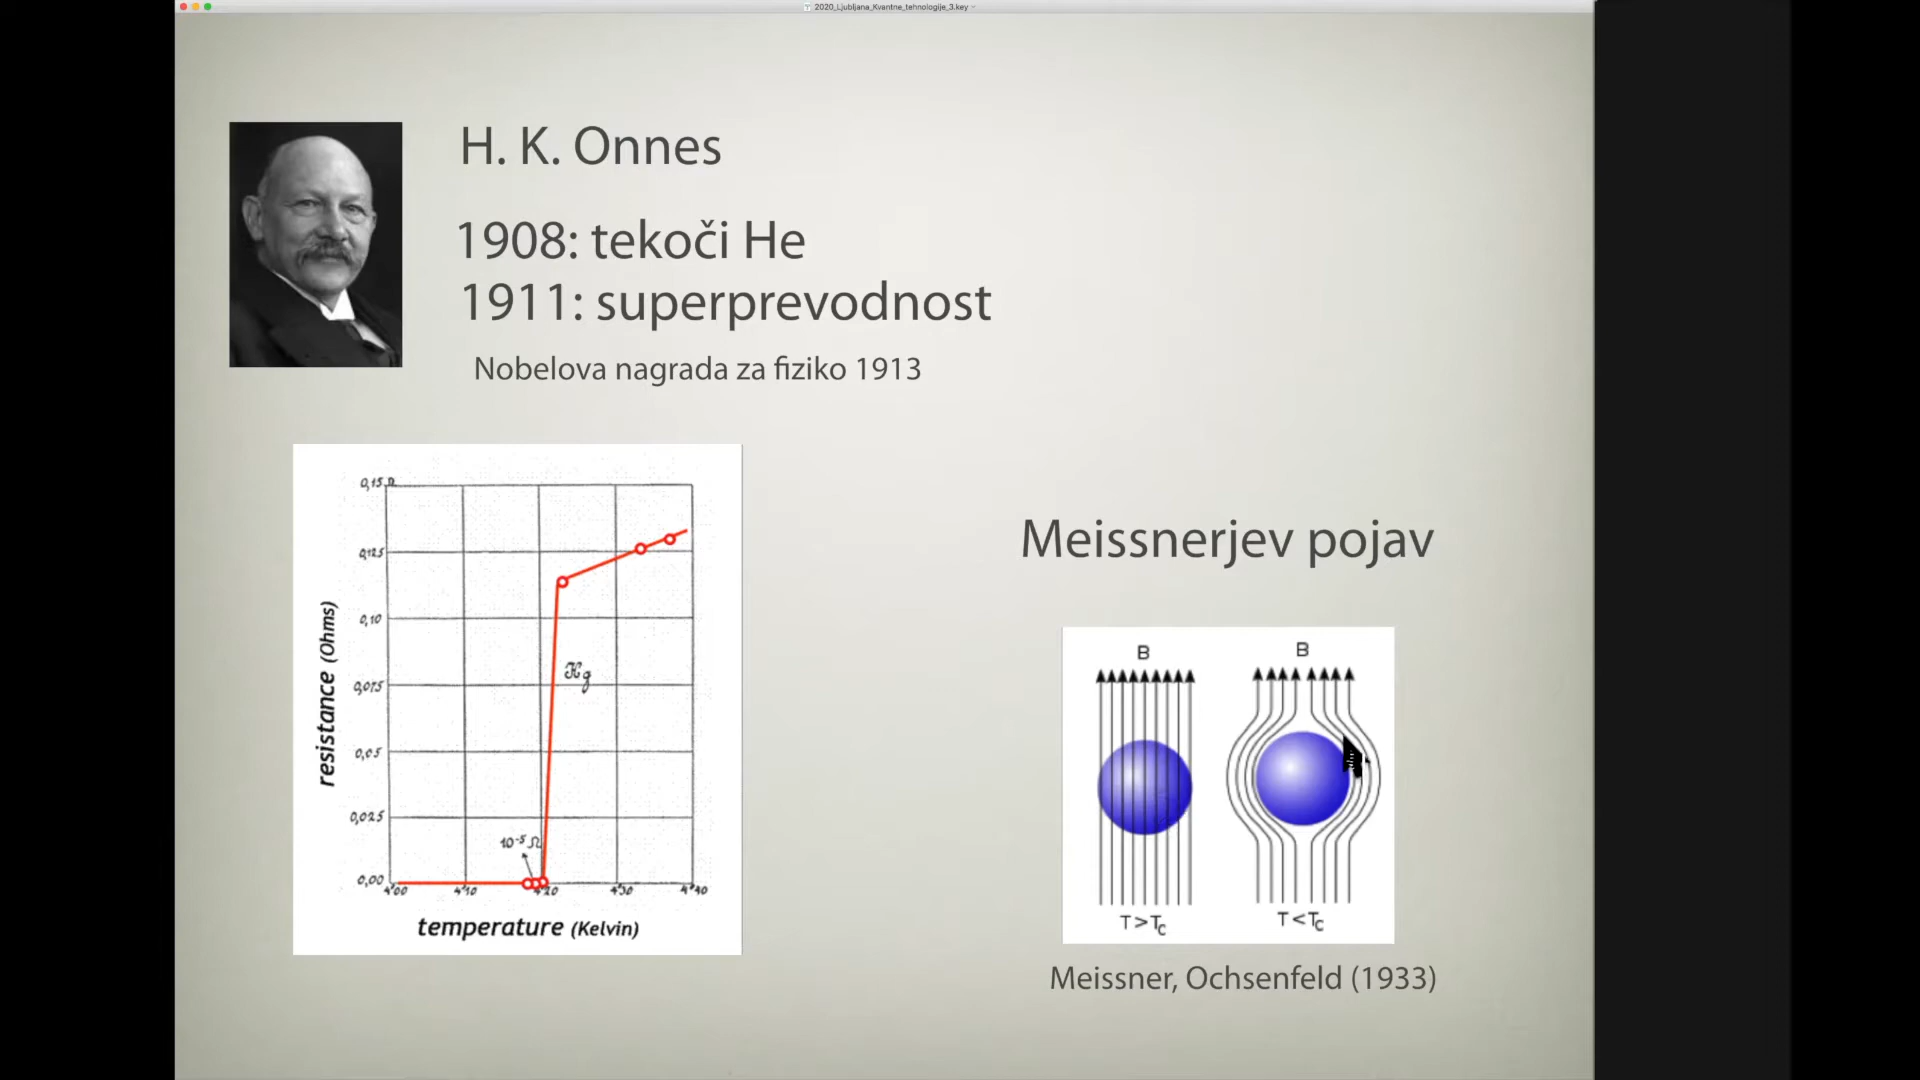 2020_Ljubljana_Kvantne_tehnologije_3.key
H. K. Onnes
1908: tekoči He
1911: superprevodnost
Nobelova nagrada za fiziko 1913
0,15 Ω
0,125
0,10
0,075
0,05
0,025
0,00
resistance (Ohms)
Hg
10⁻⁵ Ω
4°00 4°10 4°20 4°30 4°40
temperature (Kelvin)
Meissnerjev pojav
B B
T>Tc T<Tc
Meissner, Ochsenfeld (1933)